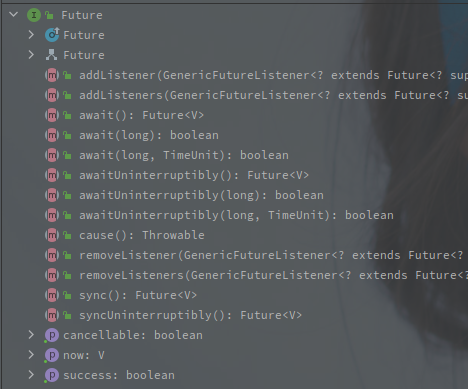 Future
Future
Future
addListener(GenericFutureListener<? extends Future<? sup
addListeners(GenericFutureListener<? extends Future<? su
await(): Future<V>
await(long): boolean
await(long, TimeUnit): boolean
awaitUninterruptibly(): Future<V>
awaitUninterruptibly(long): boolean
awaitUninterruptibly(long, TimeUnit): boolean
cause(): Throwable
removeListener(GenericFutureListener<? extends Future<?
removeListeners(GenericFutureListener<? extends Future<?
sync(): Future<V>
syncUninterruptibly(): Future<V>
cancellable: boolean
now: V
success: boolean